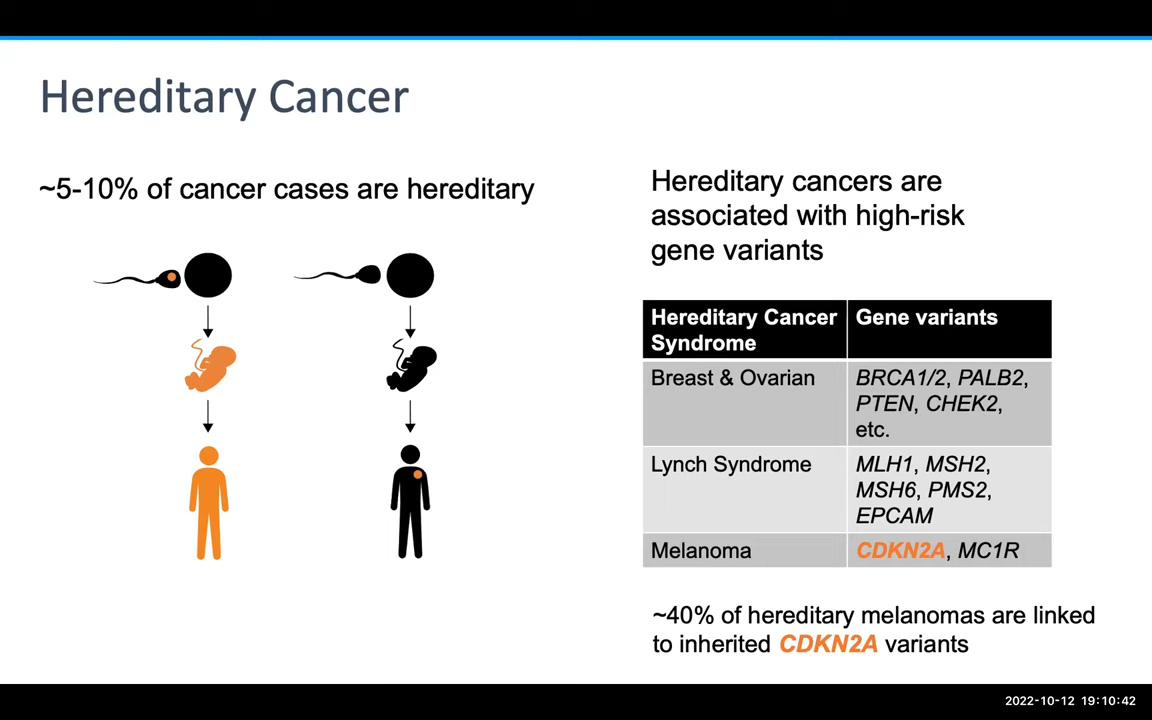 Hereditary Cancer
~5-10% of cancer cases are hereditary
Hereditary cancers are
associated with high-risk
gene variants
Hereditary Cancer
Syndrome
Gene variants
Breast & Ovarian
BRCA1/2, PALB2,
PTEN, CHEK2,
etc.
Lynch Syndrome
MLH1, MSH2,
MSH6, PMS2,
EPCAM
Melanoma
CDKN2A, MC1R
~40% of hereditary melanomas are linked
to inherited CDKN2A variants
2022-10-12 19:10:42